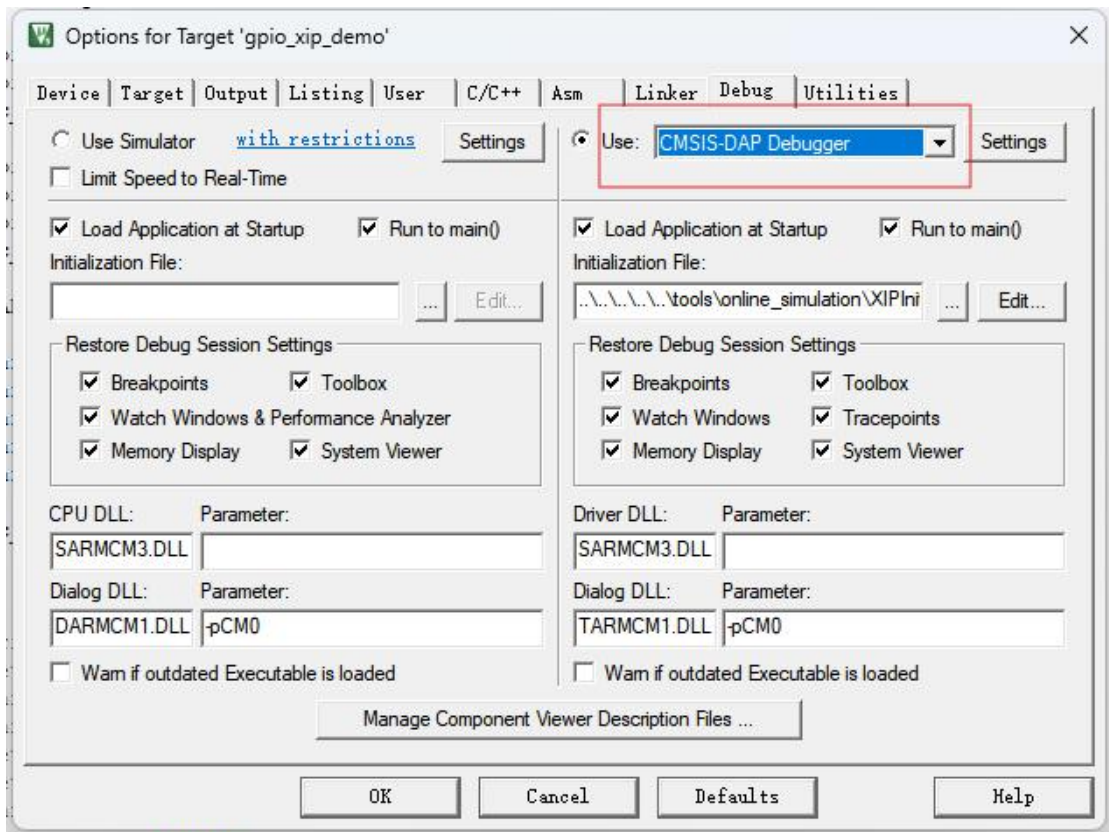 Options for Target 'gpio_xip_demo'
Device Target Output Listing User C/C++ Asm Linker Debug Utilities
Use Simulator with restrictions Settings
Limit Speed to Real-Time
Use: CMSIS-DAP Debugger Settings
Load Application at Startup Run to main()
Initialization File:
... Edit...
Load Application at Startup Run to main()
Initialization File:
..\..\..\..\..\tools\online_simulation\XIPIni ... Edit...
Restore Debug Session Settings
Breakpoints Toolbox
Watch Windows & Performance Analyzer
Memory Display System Viewer
Restore Debug Session Settings
Breakpoints Toolbox
Watch Windows Tracepoints
Memory Display System Viewer
CPU DLL: Parameter:
SARMCM3.DLL
Dialog DLL: Parameter:
DARMCM1.DLL -pCM0
Warn if outdated Executable is loaded
Driver DLL: Parameter:
SARMCM3.DLL
Dialog DLL: Parameter:
TARMCM1.DLL -pCM0
Warn if outdated Executable is loaded
Manage Component Viewer Description Files ...
OK Cancel Defaults Help